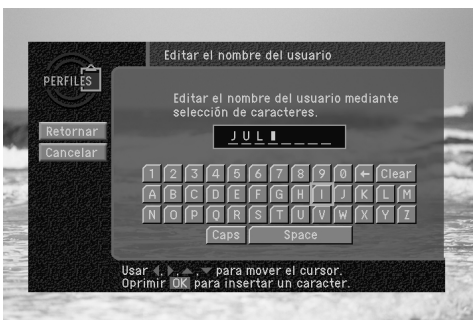 Editar el nombre del usuario
PERFILES
Editar el nombre del usuario mediante
selección de caracteres.
Retornar
JUL
Cancelar
1 2 3 4 5 6 7 8 9 0 ← Clear
A B C D E F G H I J K L M
N O P Q R S T U V W X Y Z
Caps Space
Usar ◀, ▶, ▲, ▼ para mover el cursor.
Oprimir OK para insertar un caracter.